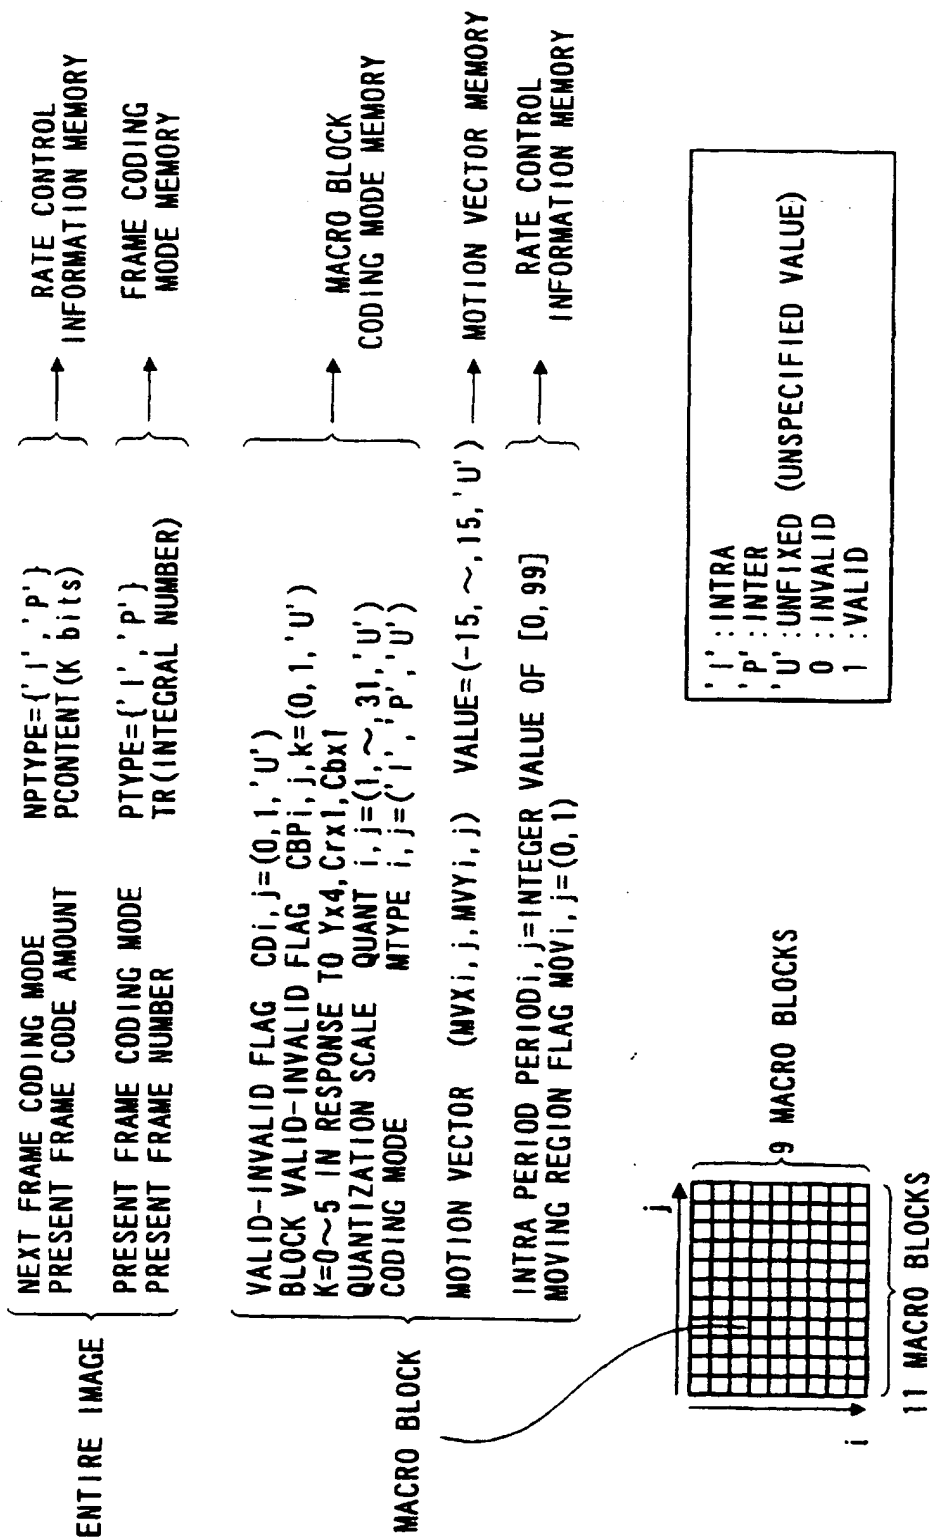 ENTIRE IMAGE
NEXT FRAME CODING MODE NPTYPE={'I','P'}
PRESENT FRAME CODE AMOUNT PCONTENT(K bits)
RATE CONTROL
INFORMATION MEMORY
PRESENT FRAME CODING MODE PTYPE={'I','P'}
PRESENT FRAME NUMBER TR(INTEGRAL NUMBER)
FRAME CODING
MODE MEMORY
MACRO BLOCK
VALID-INVALID FLAG CDi,j=(0,1,'U')
BLOCK VALID-INVALID FLAG CBPi,j,k=(0,1,'U')
K=0～5 IN RESPONSE TO Yx4,Crx1,Cbx1
QUANTIZATION SCALE QUANT i,j=(1,～,31,'U')
CODING MODE MTYPE i,j=('I','P','U')
MACRO BLOCK
CODING MODE MEMORY
MOTION VECTOR (MVXi,j,MVYi,j) VALUE=(-15,～,15,'U')
MOTION VECTOR MEMORY
INTRA PERIOD PERIODi,j=INTEGER VALUE OF [0,99]
MOVING REGION FLAG MOVi,j=(0,1)
RATE CONTROL
INFORMATION MEMORY
j
i
9 MACRO BLOCKS
11 MACRO BLOCKS
'I':INTRA
'P':INTER
'U':UNFIXED (UNSPECIFIED VALUE)
0 :INVALID
1 :VALID